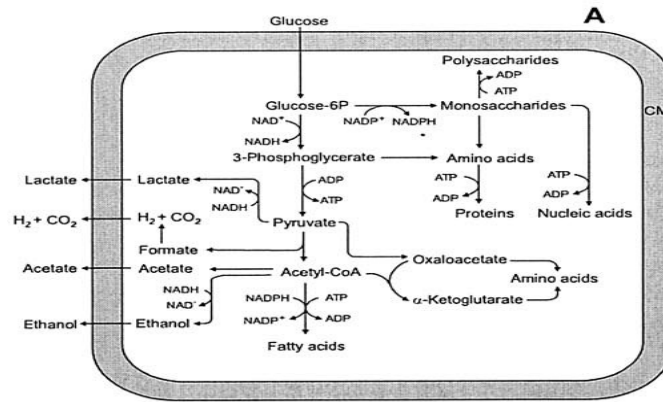 Glucose
A
Polysaccharides
ADP
ATP
Glucose-6P
Monosaccharides
CM
NAD⁺
NADH
NADP⁺
NADPH
3-Phosphoglycerate
Amino acids
Lactate
Lactate
NAD⁻
NADH
ADP
ATP
ATP
ADP
ATP
ADP
H₂ + CO₂
H₂ + CO₂
Pyruvate
Proteins
Nucleic acids
Formate
Oxaloacetate
Acetate
Acetate
Acetyl-CoA
Amino acids
NADH
NAD⁻
NADPH
ATP
α-Ketoglutarate
NADP⁺
ADP
Ethanol
Ethanol
Fatty acids